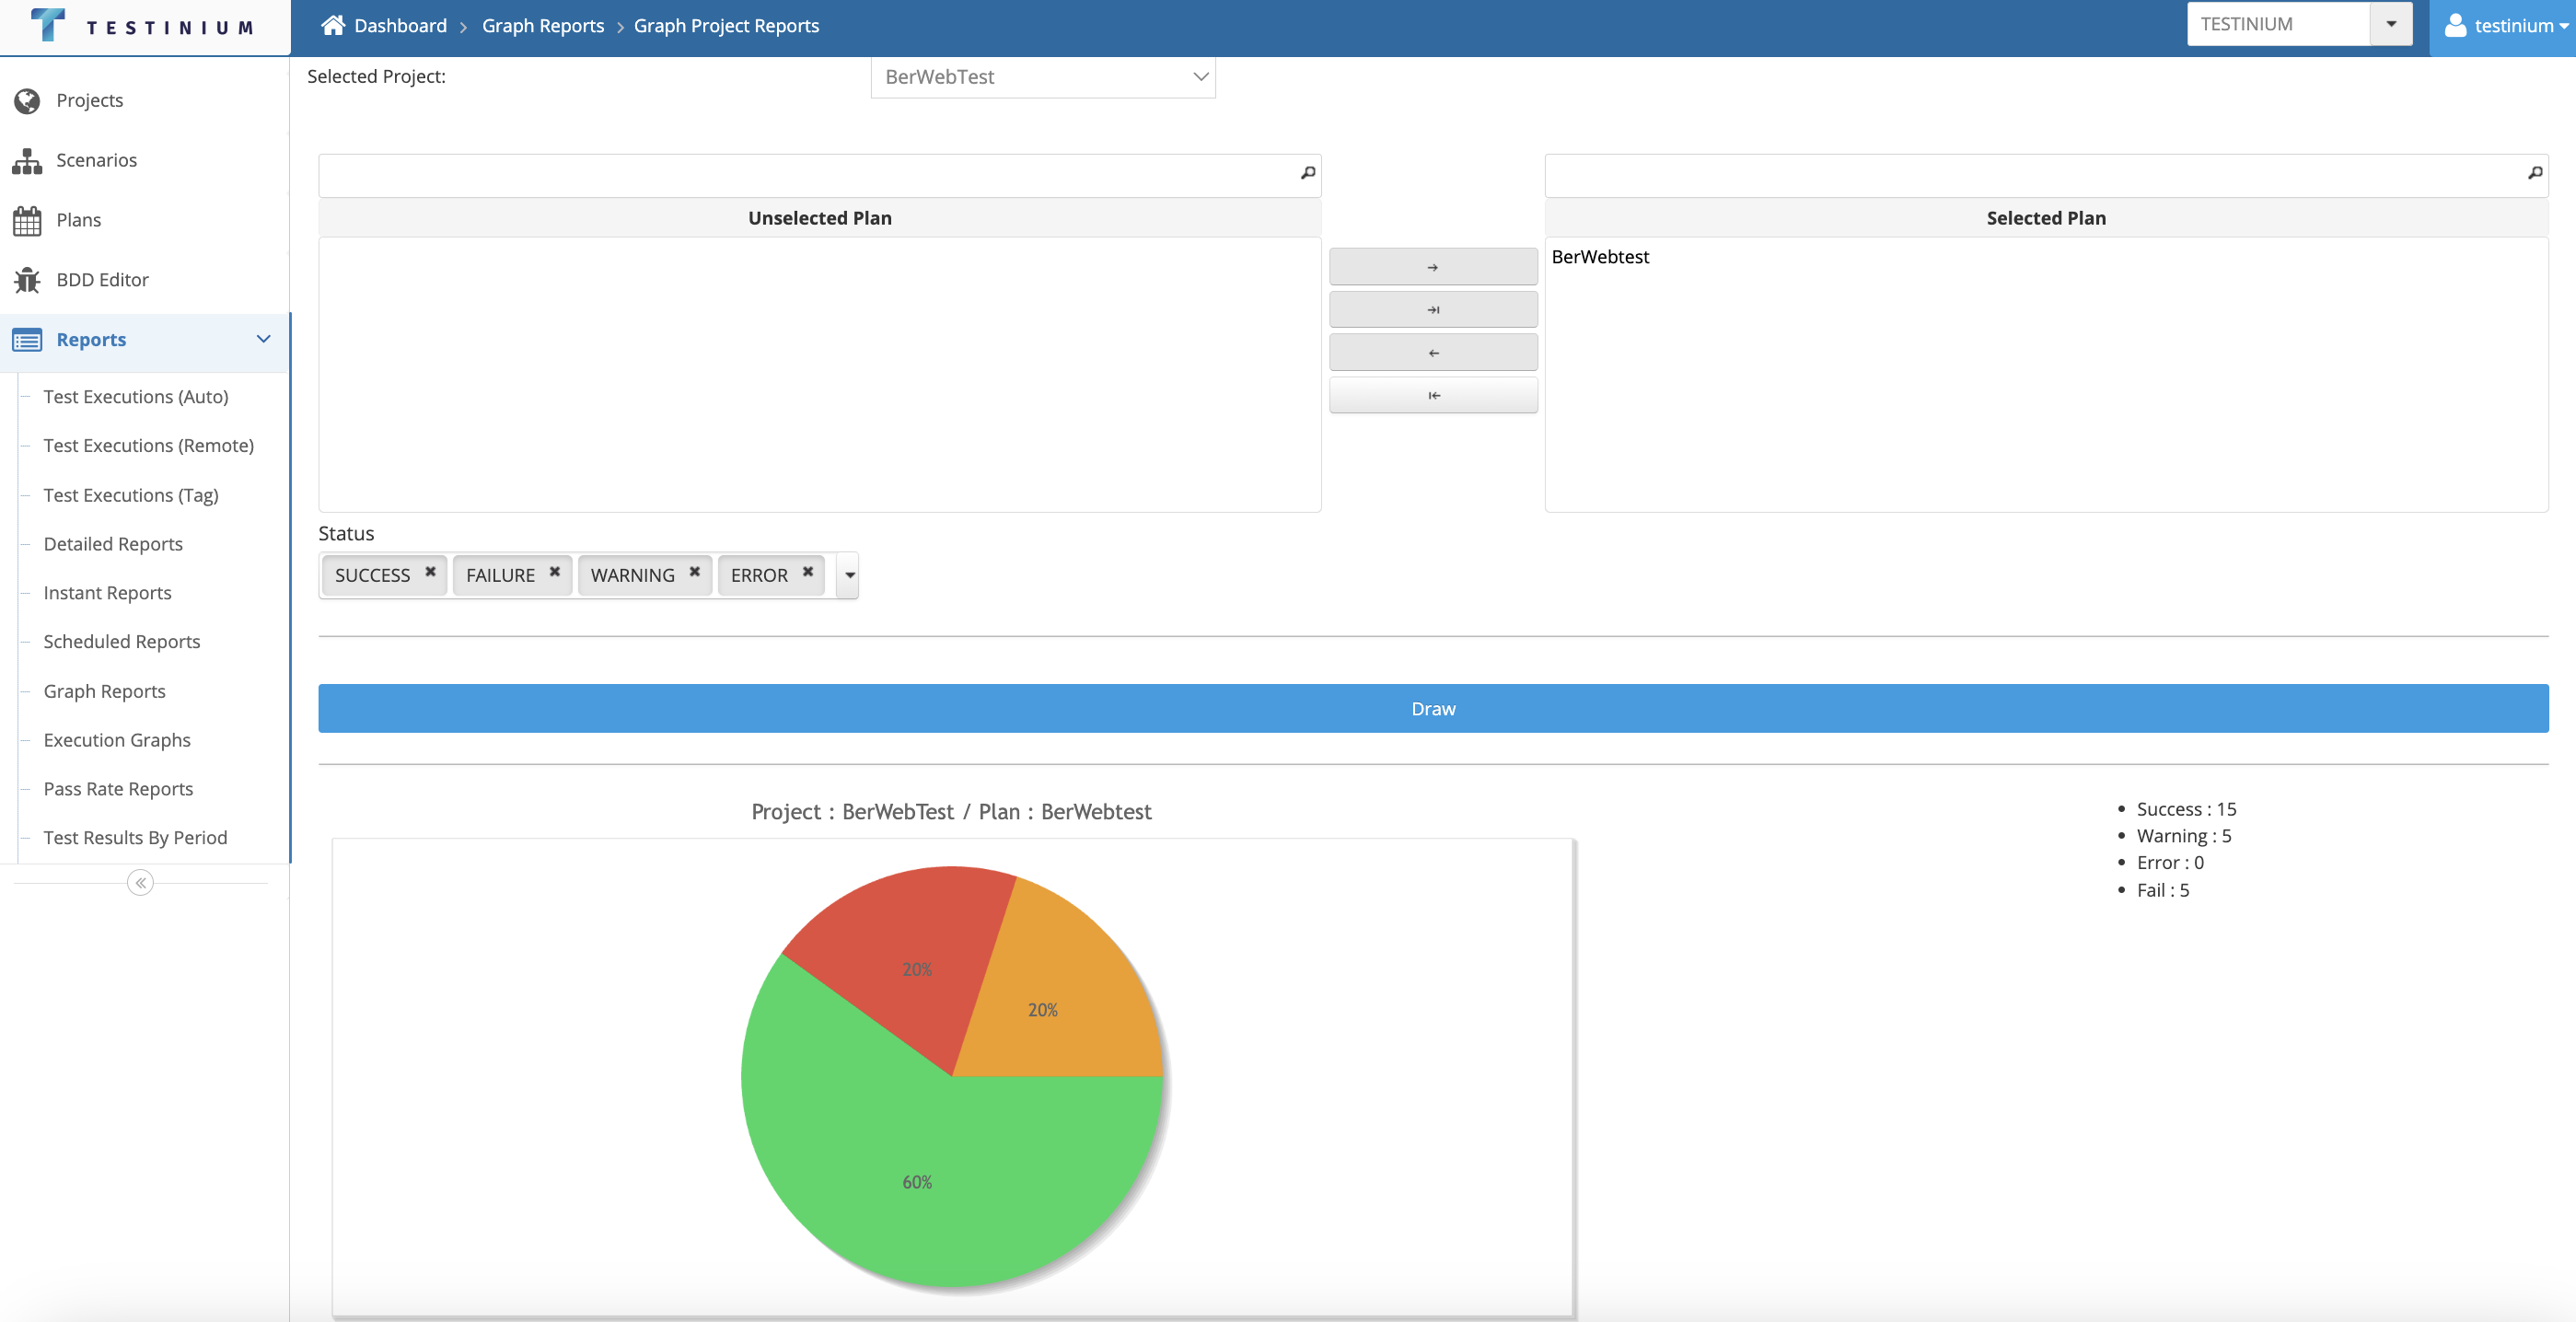 TESTINIUM
Dashboard > Graph Reports > Graph Project Reports
TESTINIUM
testinium
Selected Project:
BerWebTest
Projects
Scenarios
Plans
BDD Editor
Reports
Test Executions (Auto)
Test Executions (Remote)
Test Executions (Tag)
Detailed Reports
Instant Reports
Scheduled Reports
Graph Reports
Execution Graphs
Pass Rate Reports
Test Results By Period
Unselected Plan
Selected Plan
BerWebtest
Status
SUCCESS FAILURE WARNING ERROR
Draw
Project : BerWebTest / Plan : BerWebtest
20%
20%
60%
Success : 15
Warning : 5
Error : 0
Fail : 5